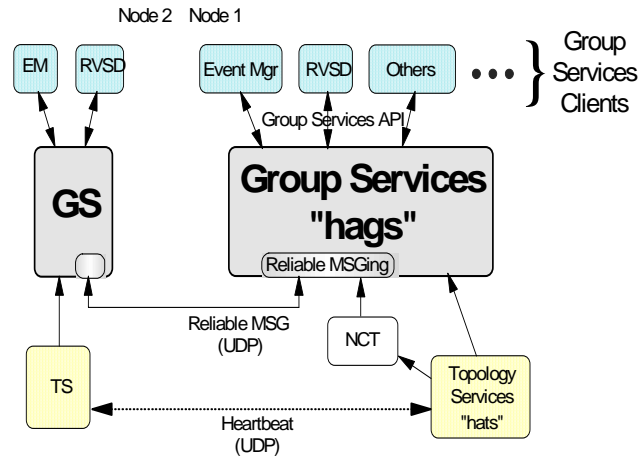 Node 2 Node 1
EM
RVSD
Event Mgr
RVSD
Others
Group
Services
Clients
Group Services API
GS
Group Services
"hags"
Reliable MSGing
Reliable MSG
(UDP)
NCT
TS
Topology
Services
"hats"
Heartbeat
(UDP)